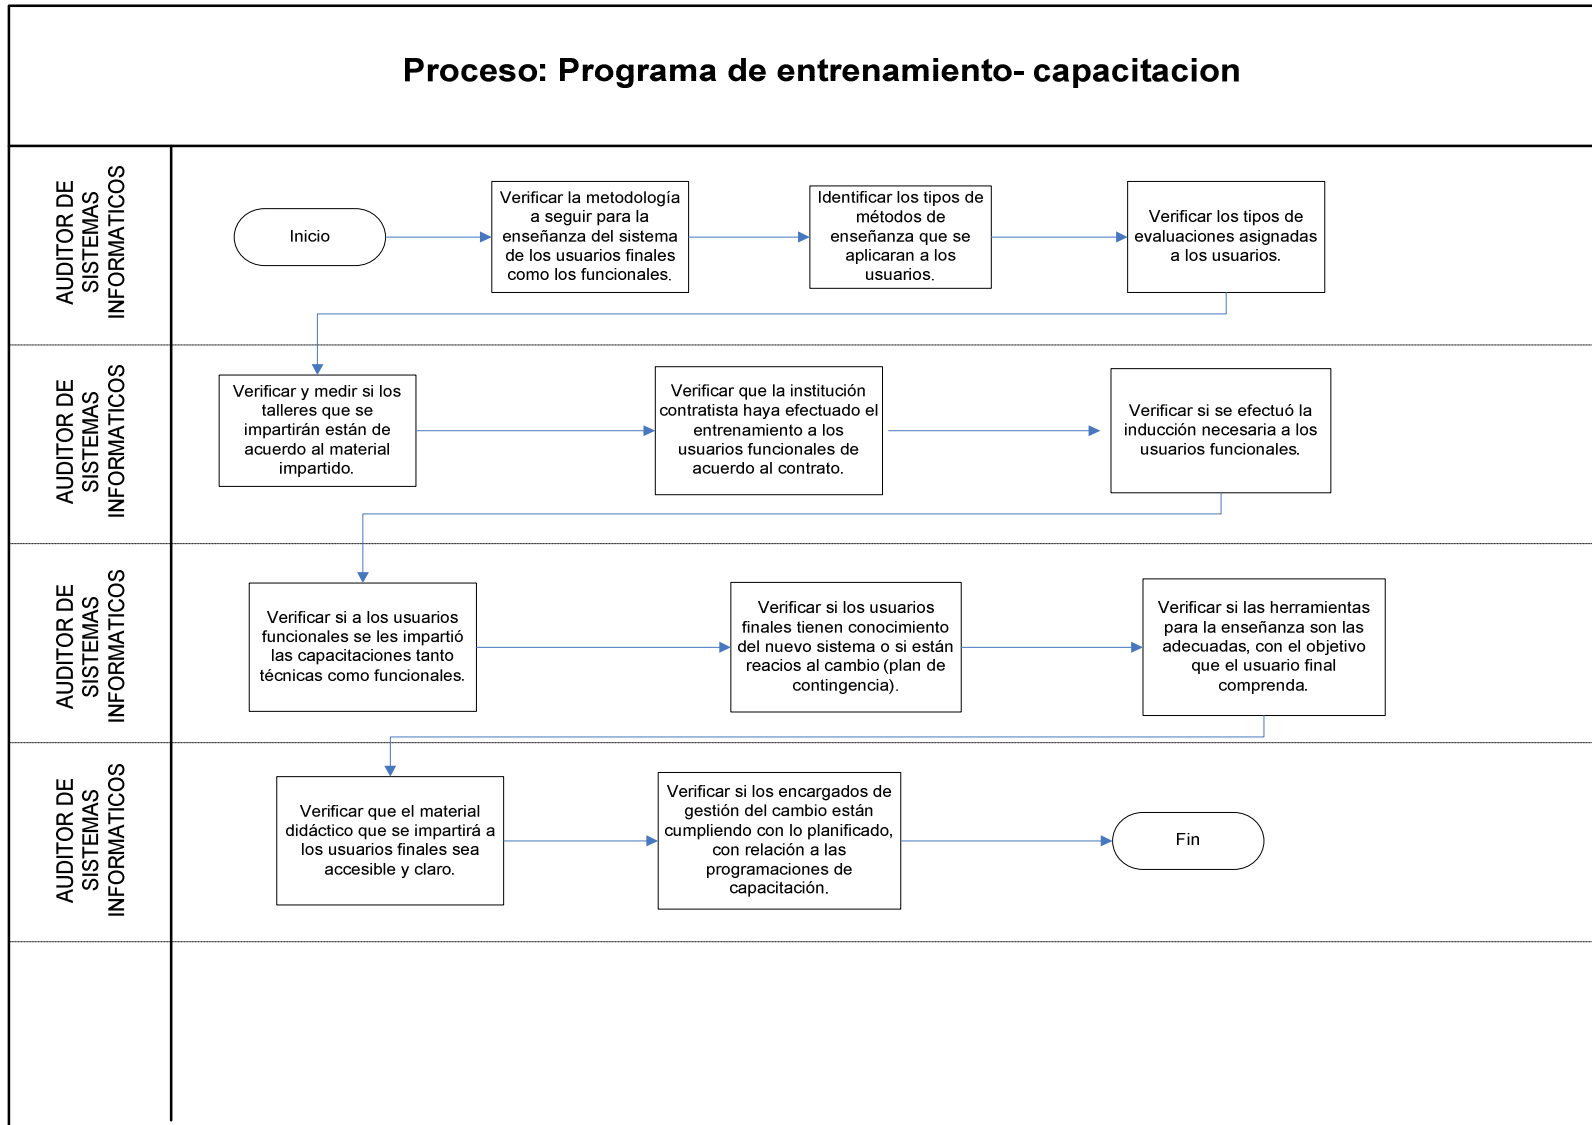 Proceso: Programa de entrenamiento- capacitacion
AUDITOR DE
SISTEMAS
INFORMATICOS
Inicio
Verificar la metodología
a seguir para la
enseñanza del sistema
de los usuarios finales
como los funcionales.
Identificar los tipos de
métodos de
enseñanza que se
aplicaran a los
usuarios.
Verificar los tipos de
evaluaciones asignadas
a los usuarios.
AUDITOR DE
SISTEMAS
INFORMATICOS
Verificar y medir si los
talleres que se
impartirán están de
acuerdo al material
impartido.
Verificar que la institución
contratista haya efectuado el
entrenamiento a los
usuarios funcionales de
acuerdo al contrato.
Verificar si se efectuó la
inducción necesaria a los
usuarios funcionales.
AUDITOR DE
SISTEMAS
INFORMATICOS
Verificar si a los usuarios
funcionales se les impartió
las capacitaciones tanto
técnicas como funcionales.
Verificar si los usuarios
finales tienen conocimiento
del nuevo sistema o si están
reacios al cambio (plan de
contingencia).
Verificar si las herramientas
para la enseñanza son las
adecuadas, con el objetivo
que el usuario final
comprenda.
AUDITOR DE
SISTEMAS
INFORMATICOS
Verificar que el material
didáctico que se impartirá a
los usuarios finales sea
accesible y claro.
Verificar si los encargados de
gestión del cambio están
cumpliendo con lo planificado,
con relación a las
programaciones de
capacitación.
Fin